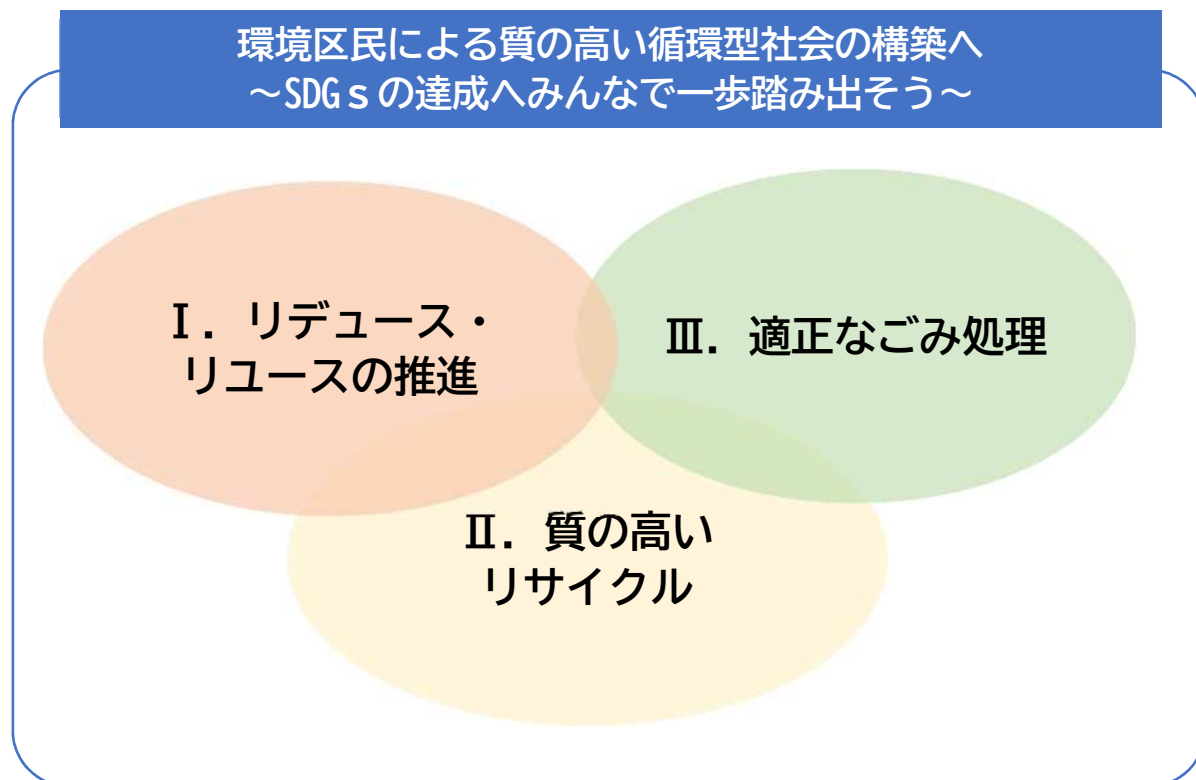 環境区民による質の高い循環型社会の構築へ
～SDGｓの達成へみんなで一歩踏み出そう～
Ⅰ．リデュース・
リユースの推進
Ⅲ．適正なごみ処理
Ⅱ．質の高い
リサイクル